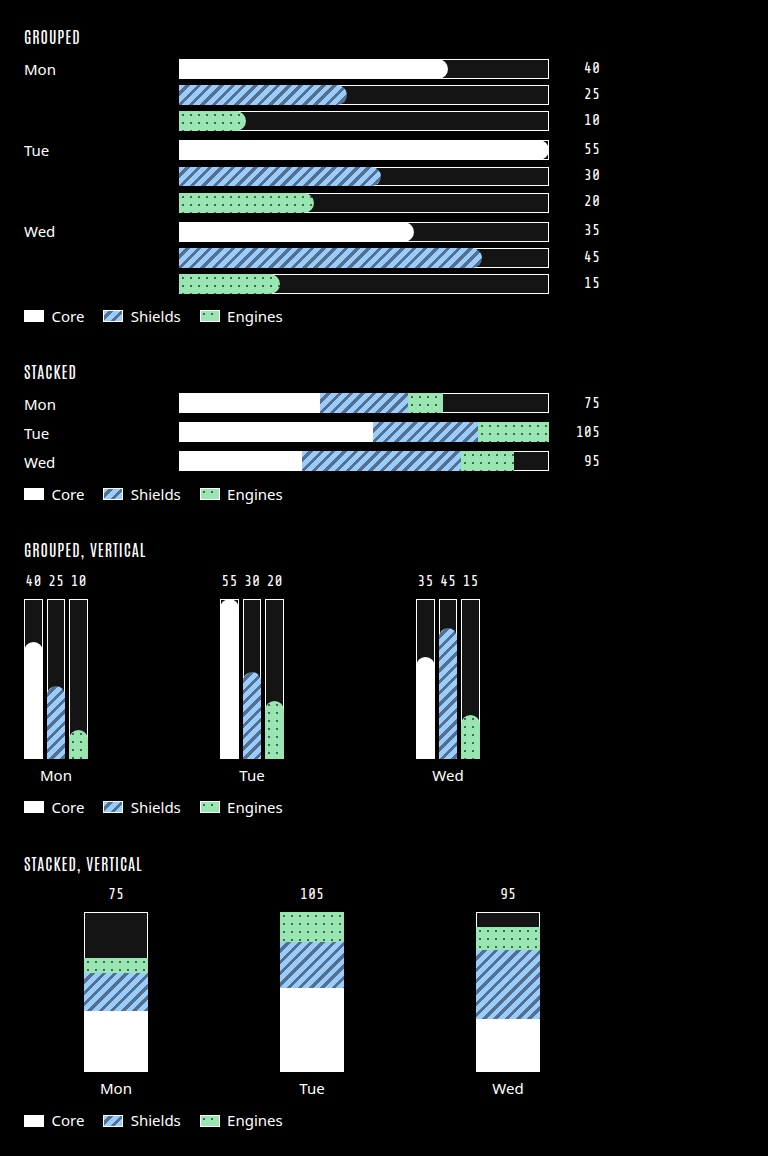 GROUPED
Mon 40
25
10
Tue 55
30
20
Wed 35
45
15
Core Shields Engines
STACKED
Mon 75
Tue 105
Wed 95
Core Shields Engines
GROUPED, VERTICAL
40 25 10 55 30 20 35 45 15
Mon Tue Wed
Core Shields Engines
STACKED, VERTICAL
75 105 95
Mon Tue Wed
Core Shields Engines